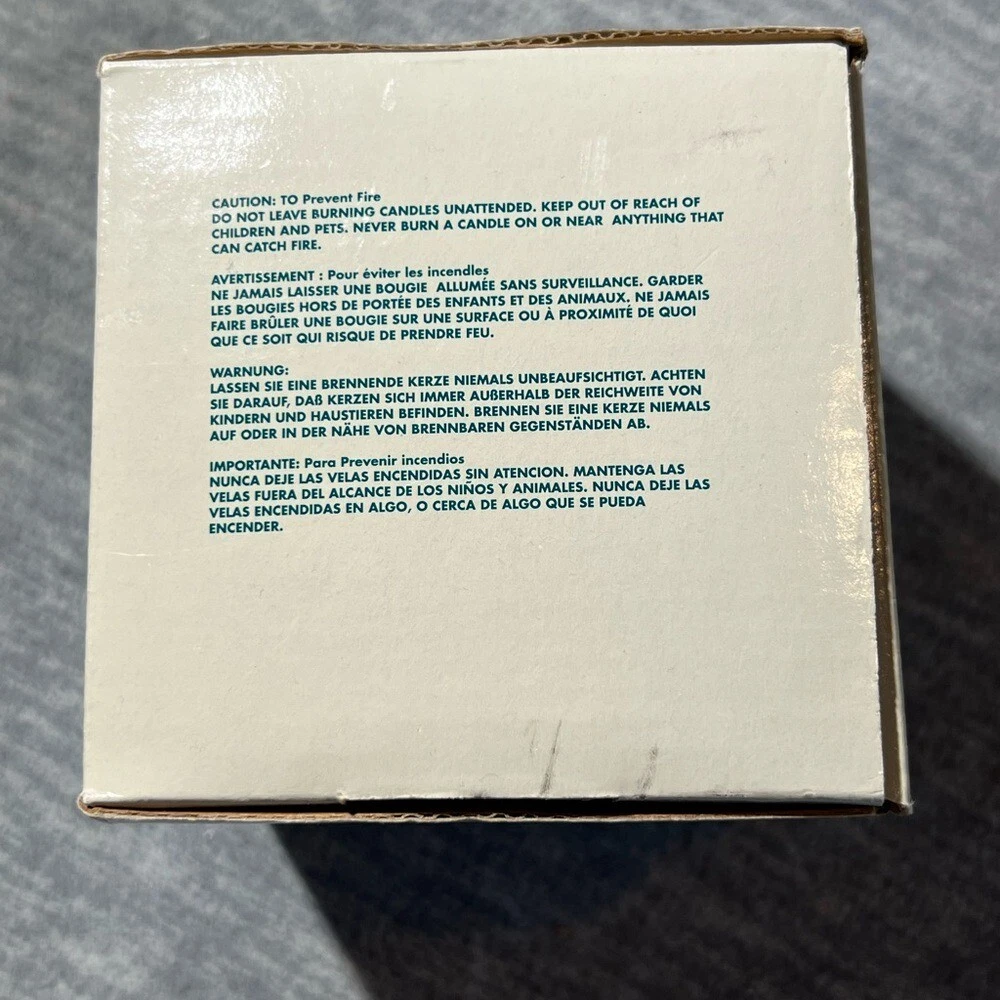 CAUTION: TO Prevent Fire
DO NOT LEAVE BURNING CANDLES UNATTENDED. KEEP OUT OF REACH OF
CHILDREN AND PETS. NEVER BURN A CANDLE ON OR NEAR ANYTHING THAT
CAN CATCH FIRE.
AVERTISSEMENT : Pour éviter les incendles
NE JAMAIS LAISSER UNE BOUGIE ALLUMÉE SANS SURVEILLANCE. GARDER
LES BOUGIES HORS DE PORTÉE DES ENFANTS ET DES ANIMAUX. NE JAMAIS
FAIRE BRÛLER UNE BOUGIE SUR UNE SURFACE OU À PROXIMITÉ DE QUOI
QUE CE SOIT QUI RISQUE DE PRENDRE FEU.
WARNUNG:
LASSEN SIE EINE BRENNENDE KERZE NIEMALS UNBEAUFSICHTIGT. ACHTEN
SIE DARAUF, DAß KERZEN SICH IMMER AUßERHALB DER REICHWEITE VON
KINDERN UND HAUSTIEREN BEFINDEN. BRENNEN SIE EINE KERZE NIEMALS
AUF ODER IN DER NÄHE VON BRENNBAREN GEGENSTÄNDEN AB.
IMPORTANTE: Para Prevenir incendios
NUNCA DEJE LAS VELAS ENCENDIDAS SIN ATENCION. MANTENGA LAS
VELAS FUERA DEL ALCANCE DE LOS NIÑOS Y ANIMALES. NUNCA DEJE LAS
VELAS ENCENDIDAS EN ALGO, O CERCA DE ALGO QUE SE PUEDA
ENCENDER.